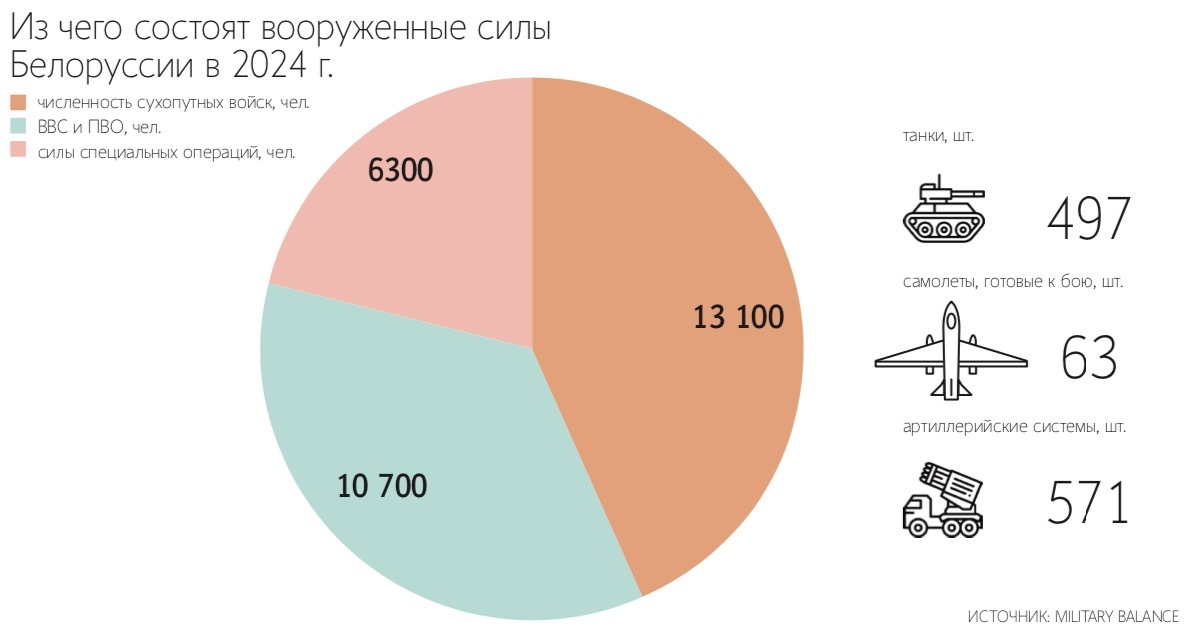 Из чего состоят вооруженные силы
Белоруссии в 2024 г.
численность сухопутных войск, чел.
ВВС и ПВО, чел.
силы специальных операций, чел.
6300
13 100
10 700
танки, шт.
497
самолеты, готовые к бою, шт.
63
артиллерийские системы, шт.
571
ИСТОЧНИК: MILITARY BALANCE